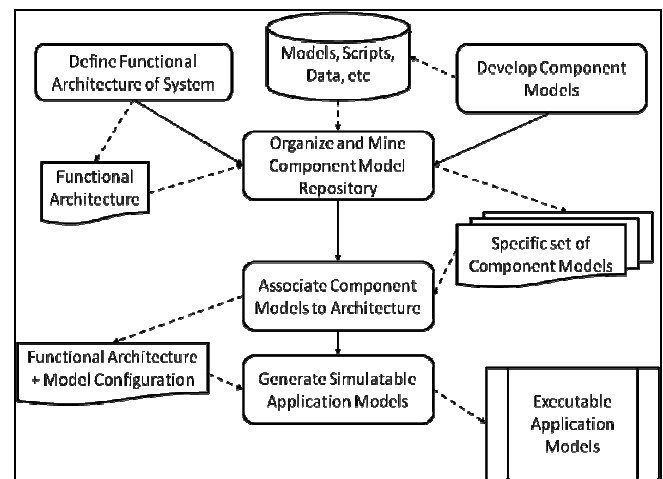 Define Functional
Architecture of System
Models, Scripts,
Data, etc
Develop Component
Models
Organize and Mine
Component Model
Repository
Functional
Architecture
Specific set of
Component Models
Associate Component
Models to Architecture
Functional Architecture
+ Model Configuration
Generate Simulatable
Application Models
Executable
Application
Models